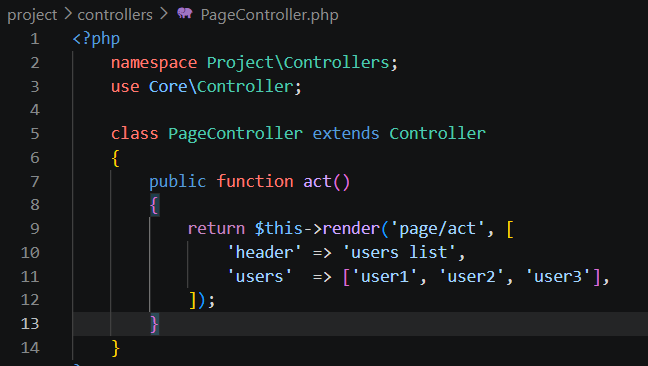 project > controllers > PageController.php
1 <?php
2     namespace Project\Controllers;
3     use Core\Controller;
4
5     class PageController extends Controller
6     {
7         public function act()
8         {
9             return $this->render('page/act', [
10                 'header' => 'users list',
11                 'users'  => ['user1', 'user2', 'user3'],
12             ]);
13         }
14     }